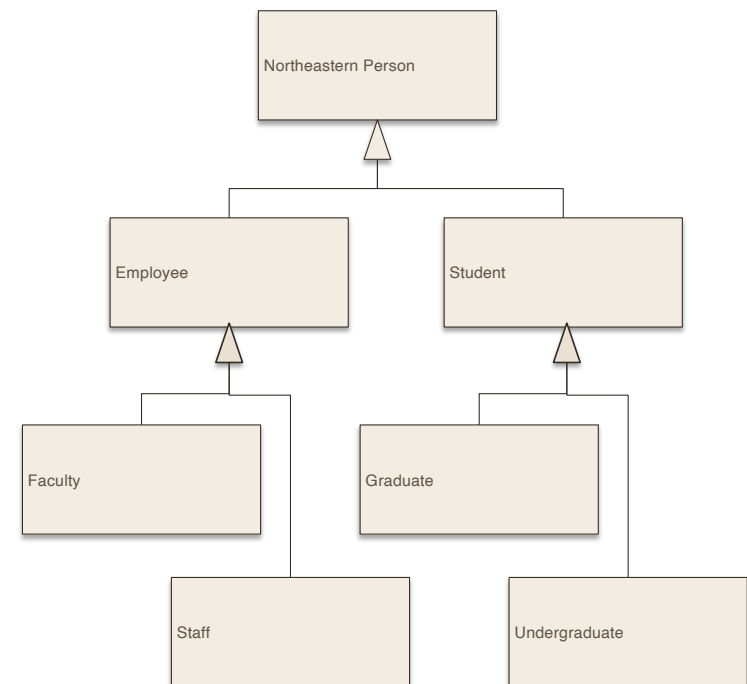 Northeastern Person
Employee
Student
Faculty
Graduate
Staff
Undergraduate